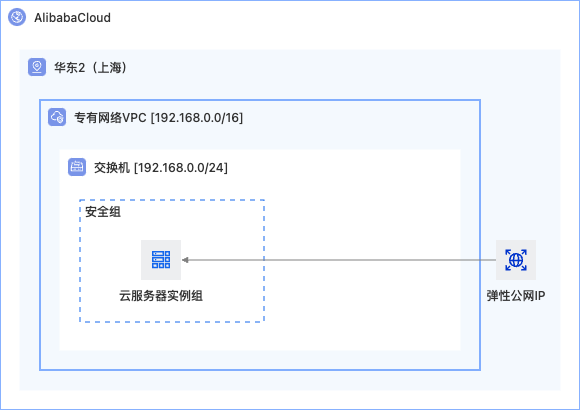 AlibabaCloud
华东2（上海）
专有网络VPC [192.168.0.0/16]
交换机 [192.168.0.0/24]
安全组
云服务器实例组
弹性公网IP